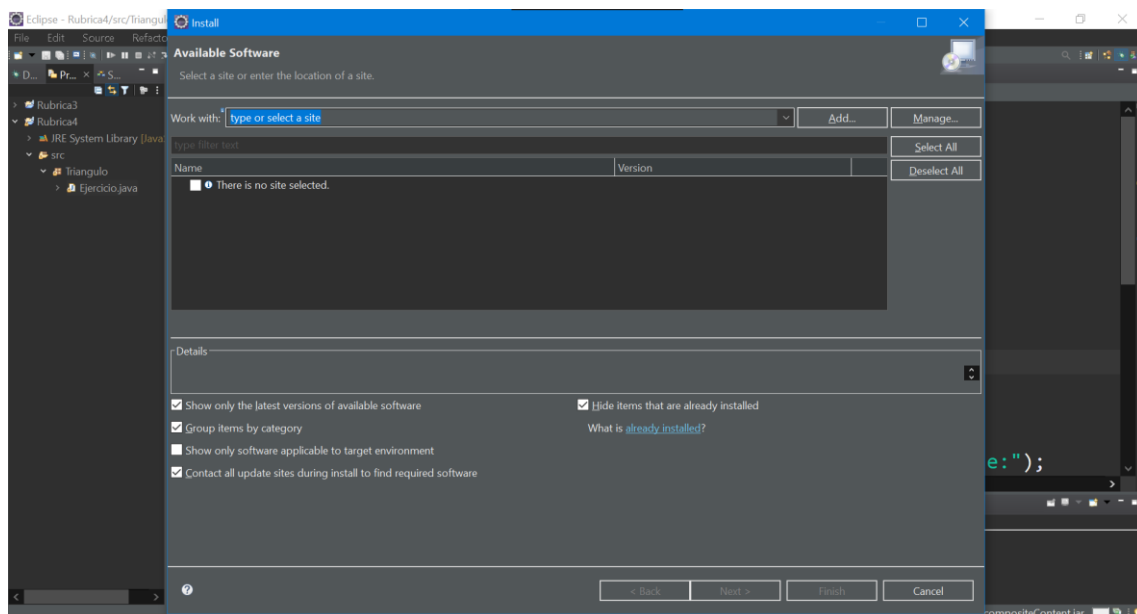 Eclipse - Rubrica4/src/Triangul
Install
File Edit Source Refacto
Available Software
Select a site or enter the location of a site.
D... Pr... × S...
Rubrica3
Rubrica4
JRE System Library [Java
src
Triangulo
Ejercicio.java
Work with: type or select a site
Add...
Manage...
type filter text
Select All
Name Version
Deselect All
There is no site selected.
Details
Show only the latest versions of available software
Hide items that are already installed
Group items by category
What is already installed?
Show only software applicable to target environment
Contact all update sites during install to find required software
e:");
< Back
Next >
Finish
Cancel
compositeContent.jar